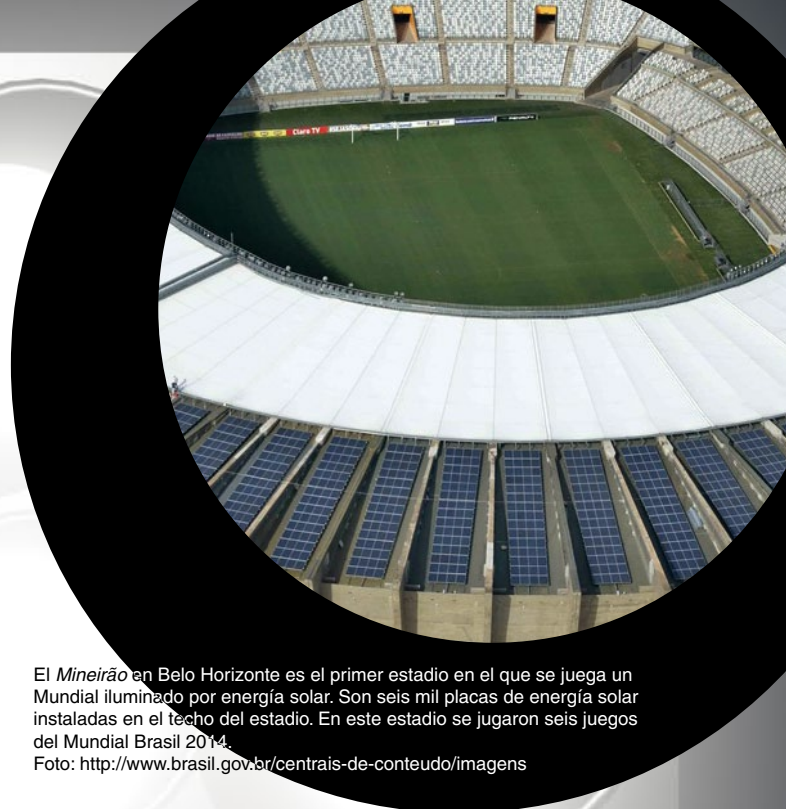 Claro TV
El Mineirão en Belo Horizonte es el primer estadio en el que se juega un
Mundial iluminado por energía solar. Son seis mil placas de energía solar
instaladas en el techo del estadio. En este estadio se jugaron seis juegos
del Mundial Brasil 2014.
Foto: http://www.brasil.gov.br/centrais-de-conteudo/imagens